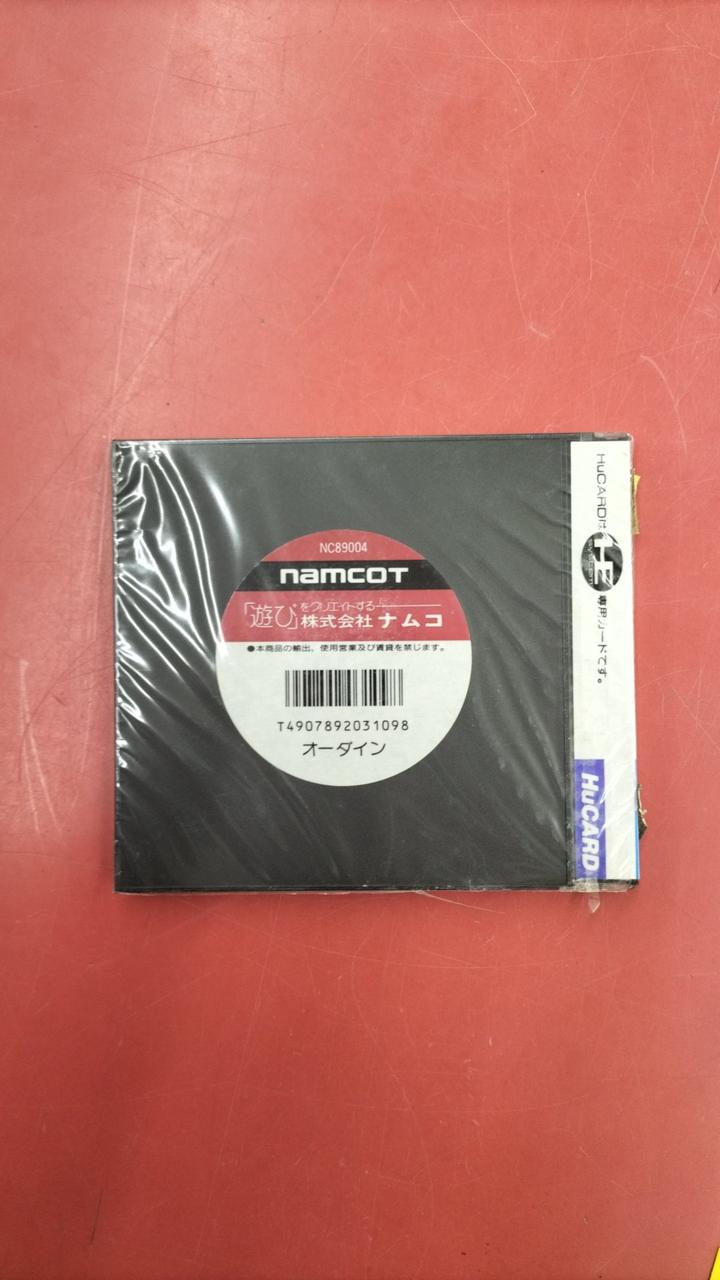 NC89004
namcot
「遊び」をクリエイトする
株式会社ナムコ
●本商品の輸出、使用営業及び賃貸を禁じます。
T4907892031098
オーダイン
HuCARDは
HE
SYSTEM
専用カードです。
HuCARD